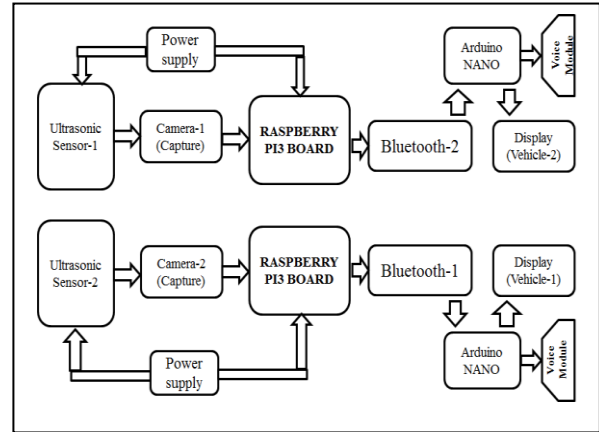 Power
supply
Ultrasonic
Sensor-1
Camera-1
(Capture)
RASPBERRY
PI3 BOARD
Bluetooth-2
Arduino
NANO
Voice
Module
Display
(Vehicle-2)
Ultrasonic
Sensor-2
Camera-2
(Capture)
RASPBERRY
PI3 BOARD
Bluetooth-1
Display
(Vehicle-1)
Power
supply
Arduino
NANO
Voice
Module